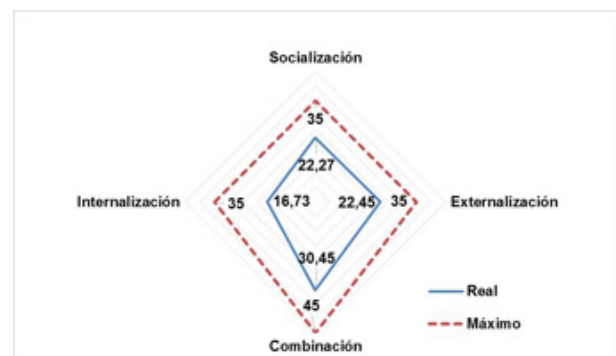 Socialización
35
22,27
Internalización
35
16,73
22,45
35
Externalización
30,45
45
Combinación
Real
Máximo